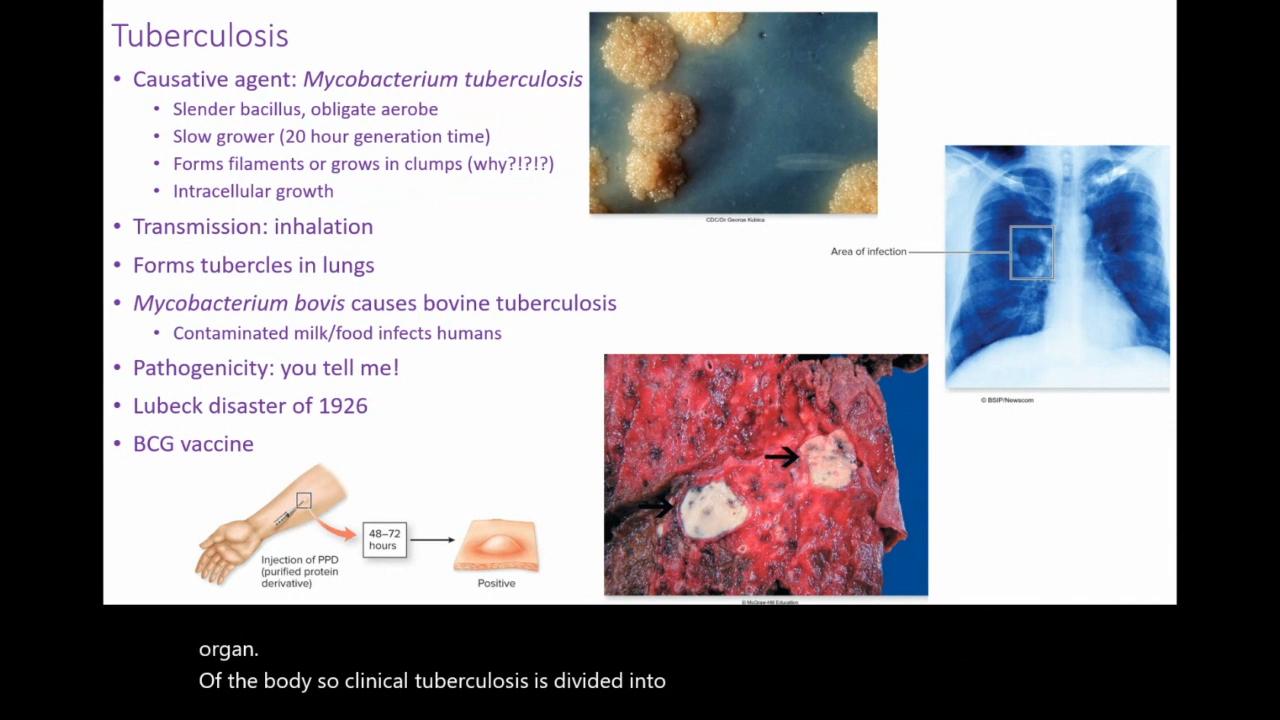 Tuberculosis
• Causative agent: Mycobacterium tuberculosis
• Slender bacillus, obligate aerobe
• Slow grower (20 hour generation time)
• Forms filaments or grows in clumps (why?!?!?)
• Intracellular growth
• Transmission: inhalation
• Forms tubercles in lungs
• Mycobacterium bovis causes bovine tuberculosis
• Contaminated milk/food infects humans
• Pathogenicity: you tell me!
• Lubeck disaster of 1926
• BCG vaccine
CDC/Dr. George Kubica
Area of infection
© BSIP/Newscom
Injection of PPD
(purified protein
derivative)
48–72
hours
Positive
© McGraw-Hill Education
organ.
Of the body so clinical tuberculosis is divided into